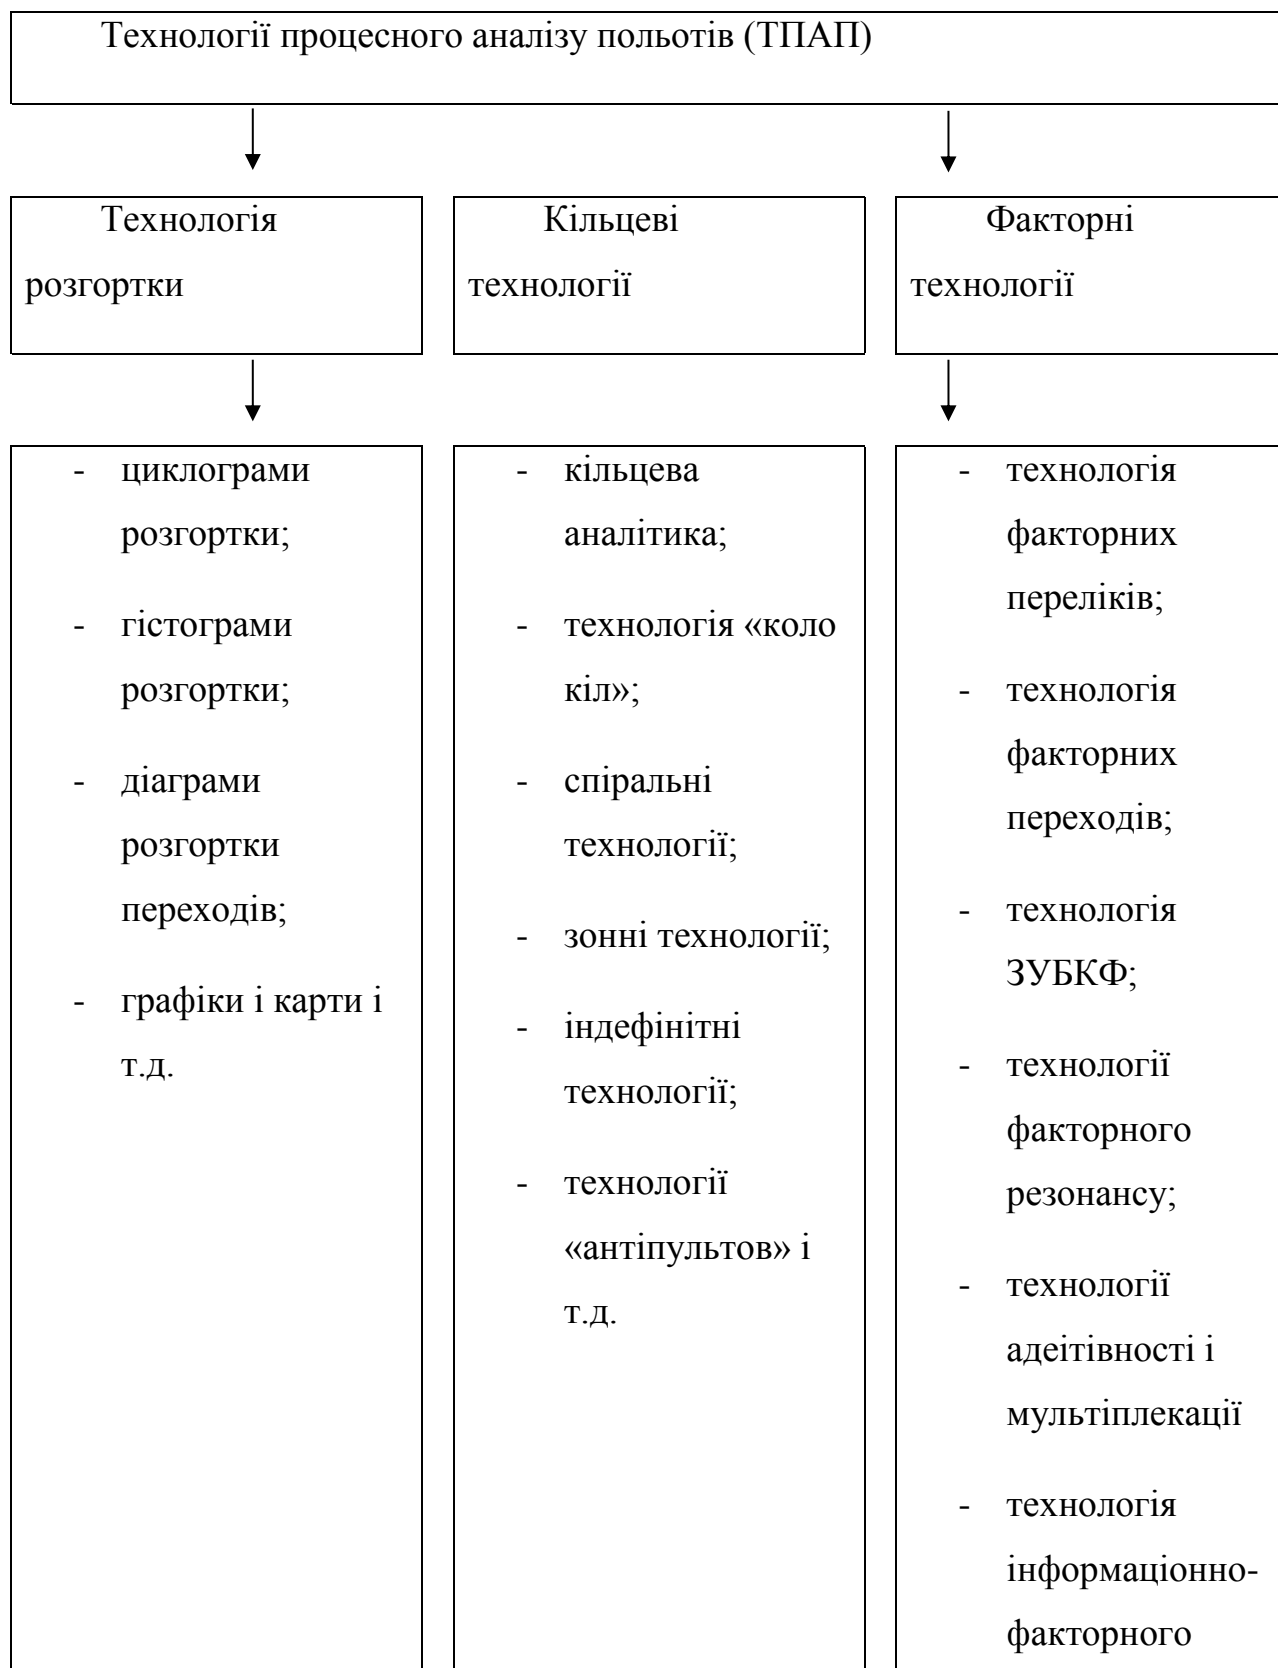 Технології процесного аналізу польотів (ТПАП)
Технологія
розгортки
Кільцеві
технології
Факторні
технології
- циклограми
розгортки;
- гістограми
розгортки;
- діаграми
розгортки
переходів;
- графіки і карти і
т.д.
- кільцева
аналітика;
- технологія «коло
кіл»;
- спіральні
технології;
- зонні технології;
- індефінітні
технології;
- технології
«антіпультов» і
т.д.
- технологія
факторних
переліків;
- технологія
факторних
переходів;
- технологія
ЗУБКФ;
- технології
факторного
резонансу;
- технології
адеітівності і
мультіплекації
- технологія
інформаціонно-
факторного